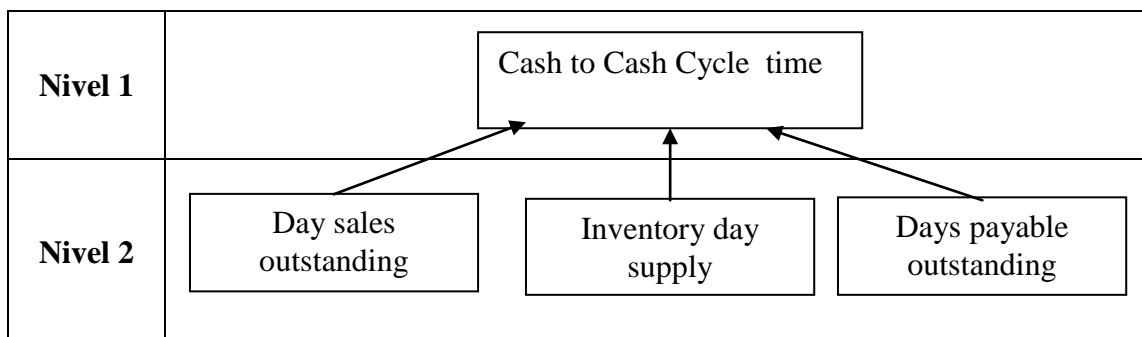 Nivel 1
Cash to Cash Cycle time
Nivel 2
Day sales
outstanding
Inventory day
supply
Days payable
outstanding